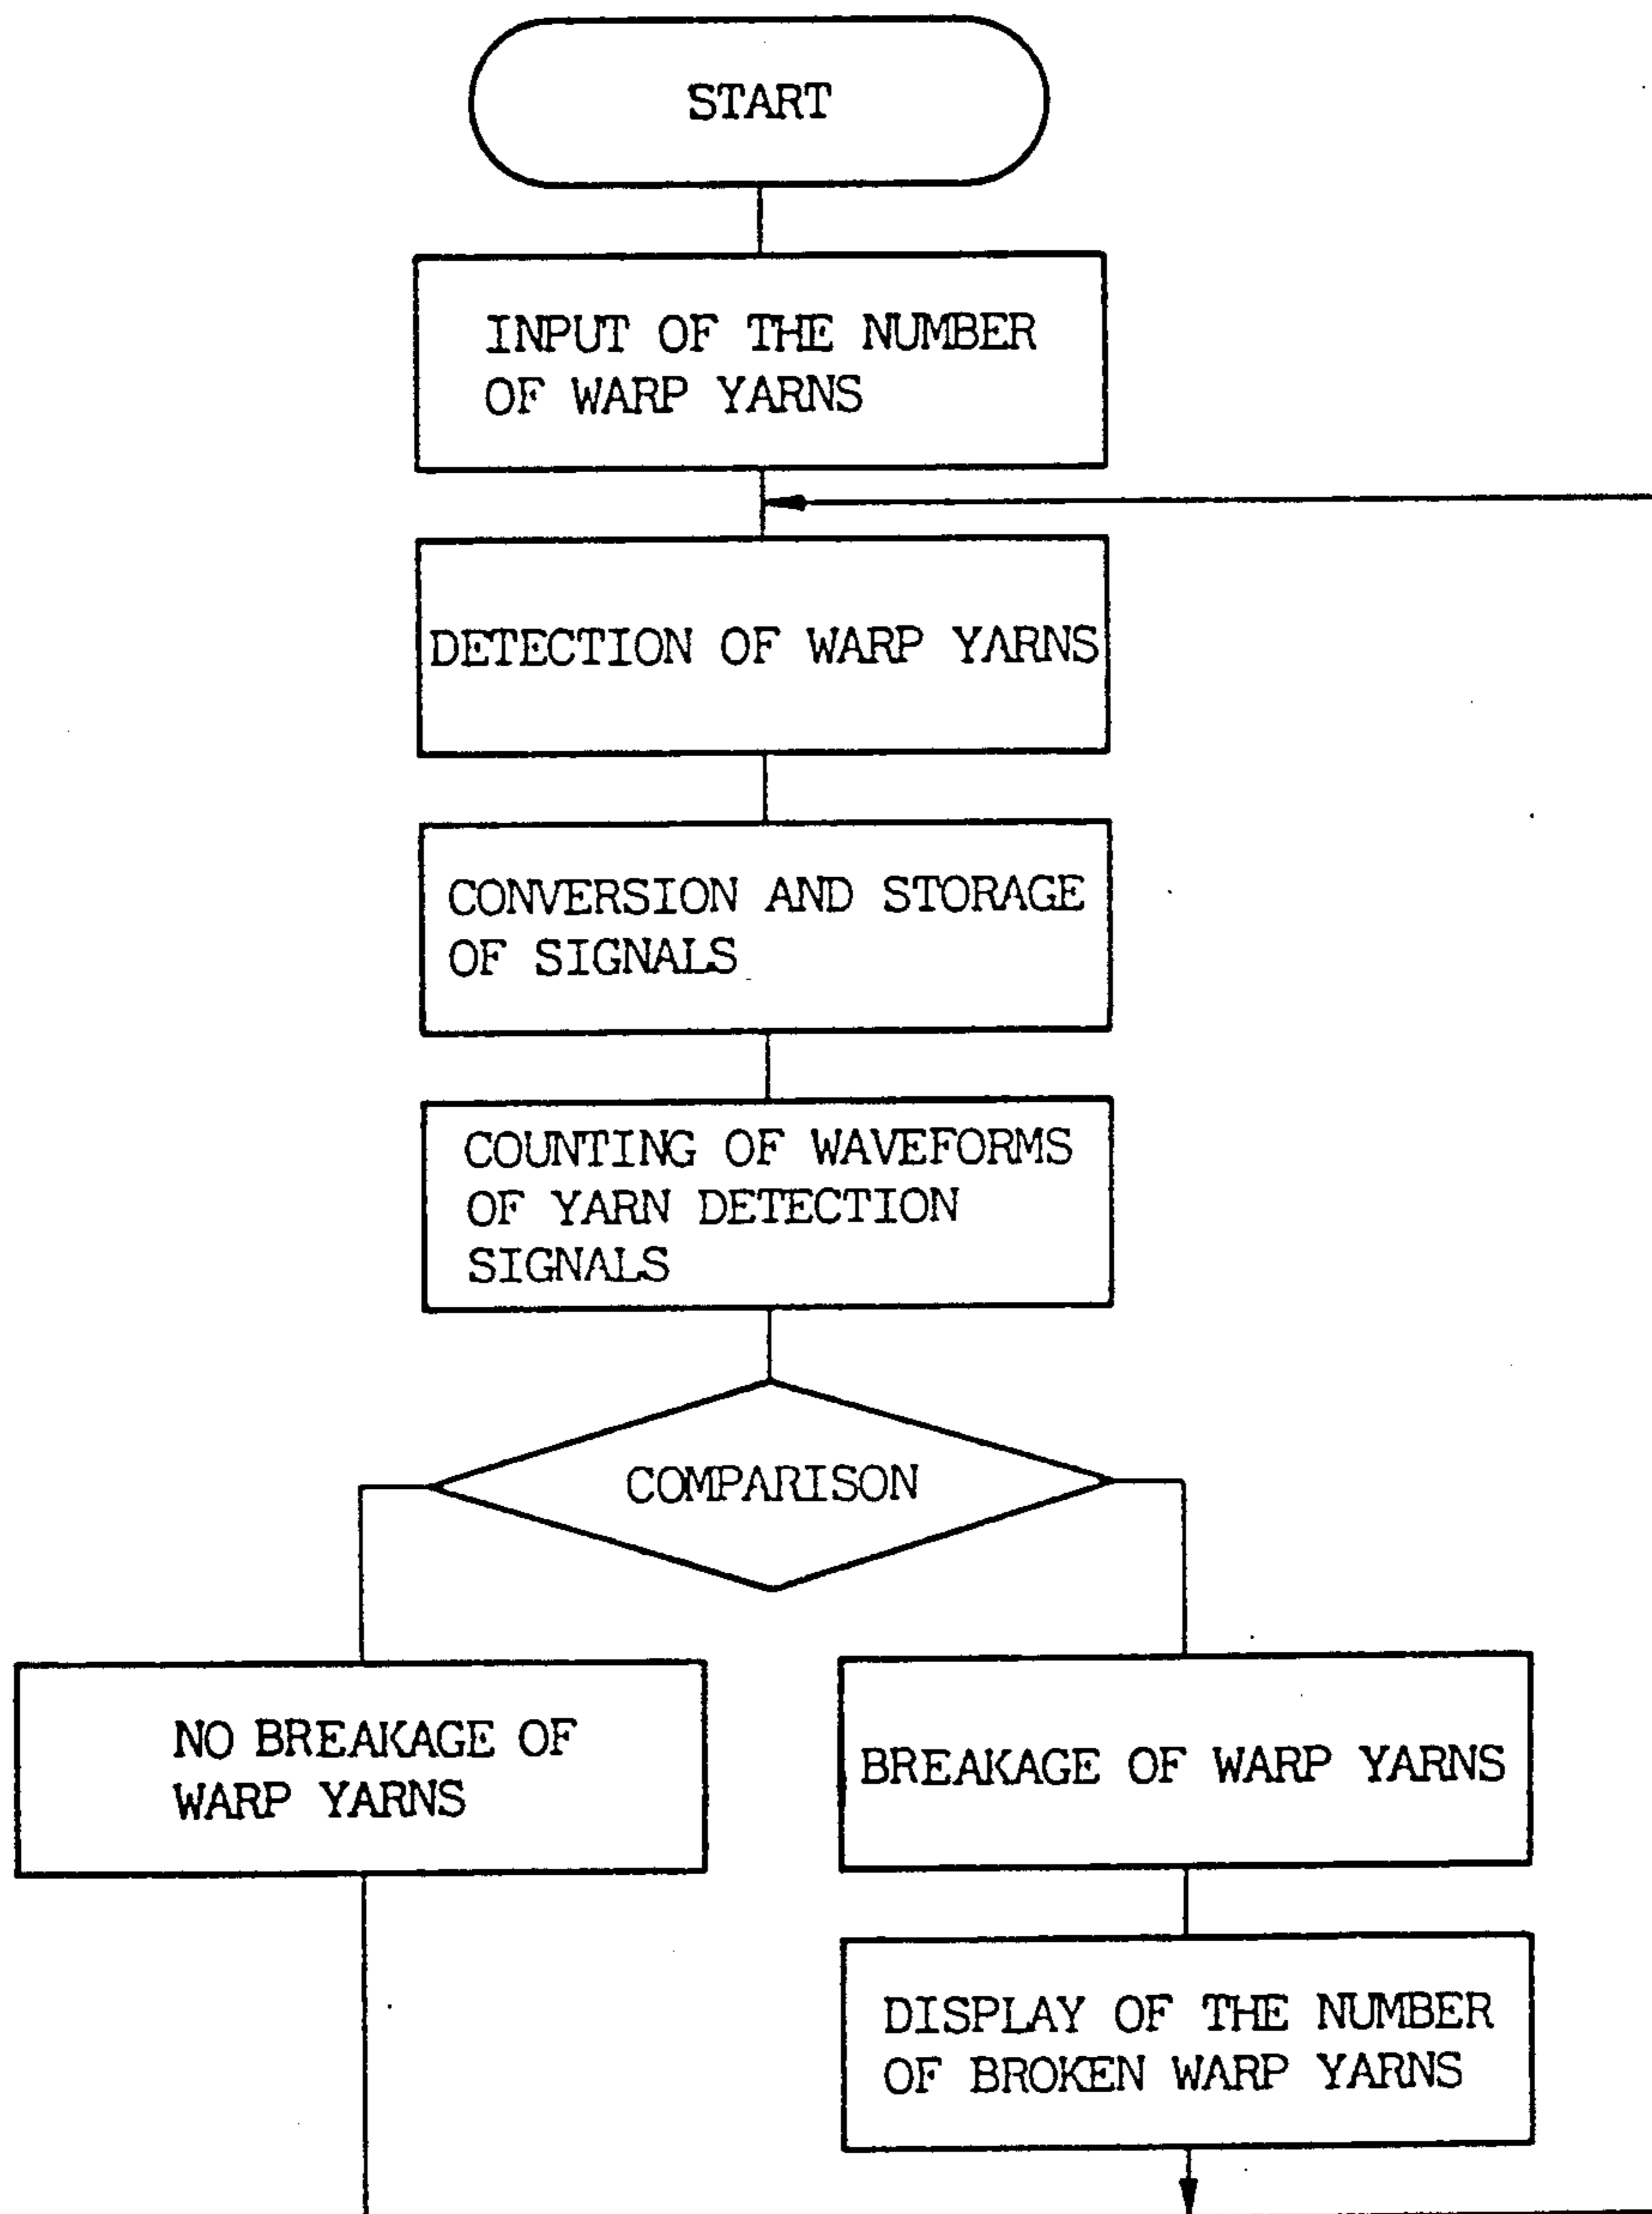 START
INPUT OF THE NUMBER
OF WARP YARNS
DETECTION OF WARP YARNS
CONVERSION AND STORAGE
OF SIGNALS
COUNTING OF WAVEFORMS
OF YARN DETECTION
SIGNALS
COMPARISON
NO BREAKAGE OF
WARP YARNS
BREAKAGE OF WARP YARNS
DISPLAY OF THE NUMBER
OF BROKEN WARP YARNS